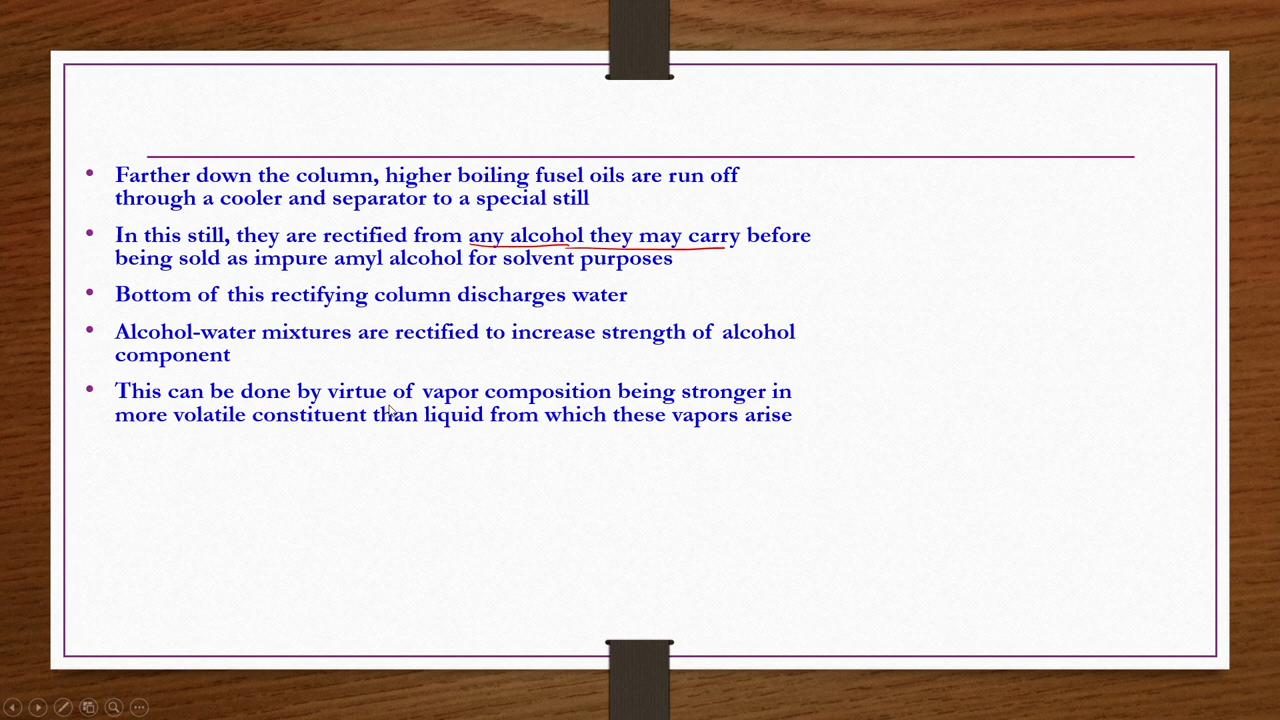 • Farther down the column, higher boiling fusel oils are run off
through a cooler and separator to a special still
• In this still, they are rectified from any alcohol they may carry before
being sold as impure amyl alcohol for solvent purposes
• Bottom of this rectifying column discharges water
• Alcohol-water mixtures are rectified to increase strength of alcohol
component
• This can be done by virtue of vapor composition being stronger in
more volatile constituent than liquid from which these vapors arise